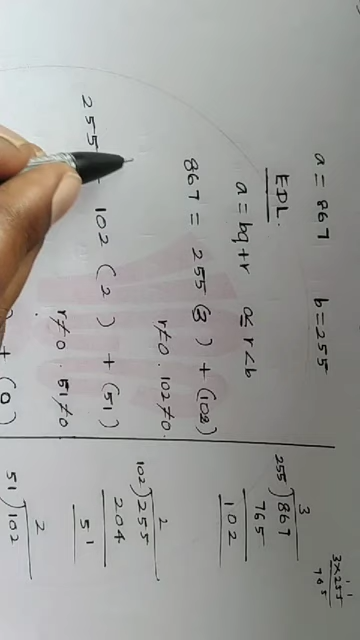 a = 867 b = 255
EDL.
a = bq+r 0≤r<b
867 = 255 (3) + (102)
r≠0. 102≠0.
255 = 102 (2) + (51)
r≠0. 51≠0.
+ (0)
3×255
765
3
255)867
765
102
2
102)255
204
51
2
51)102